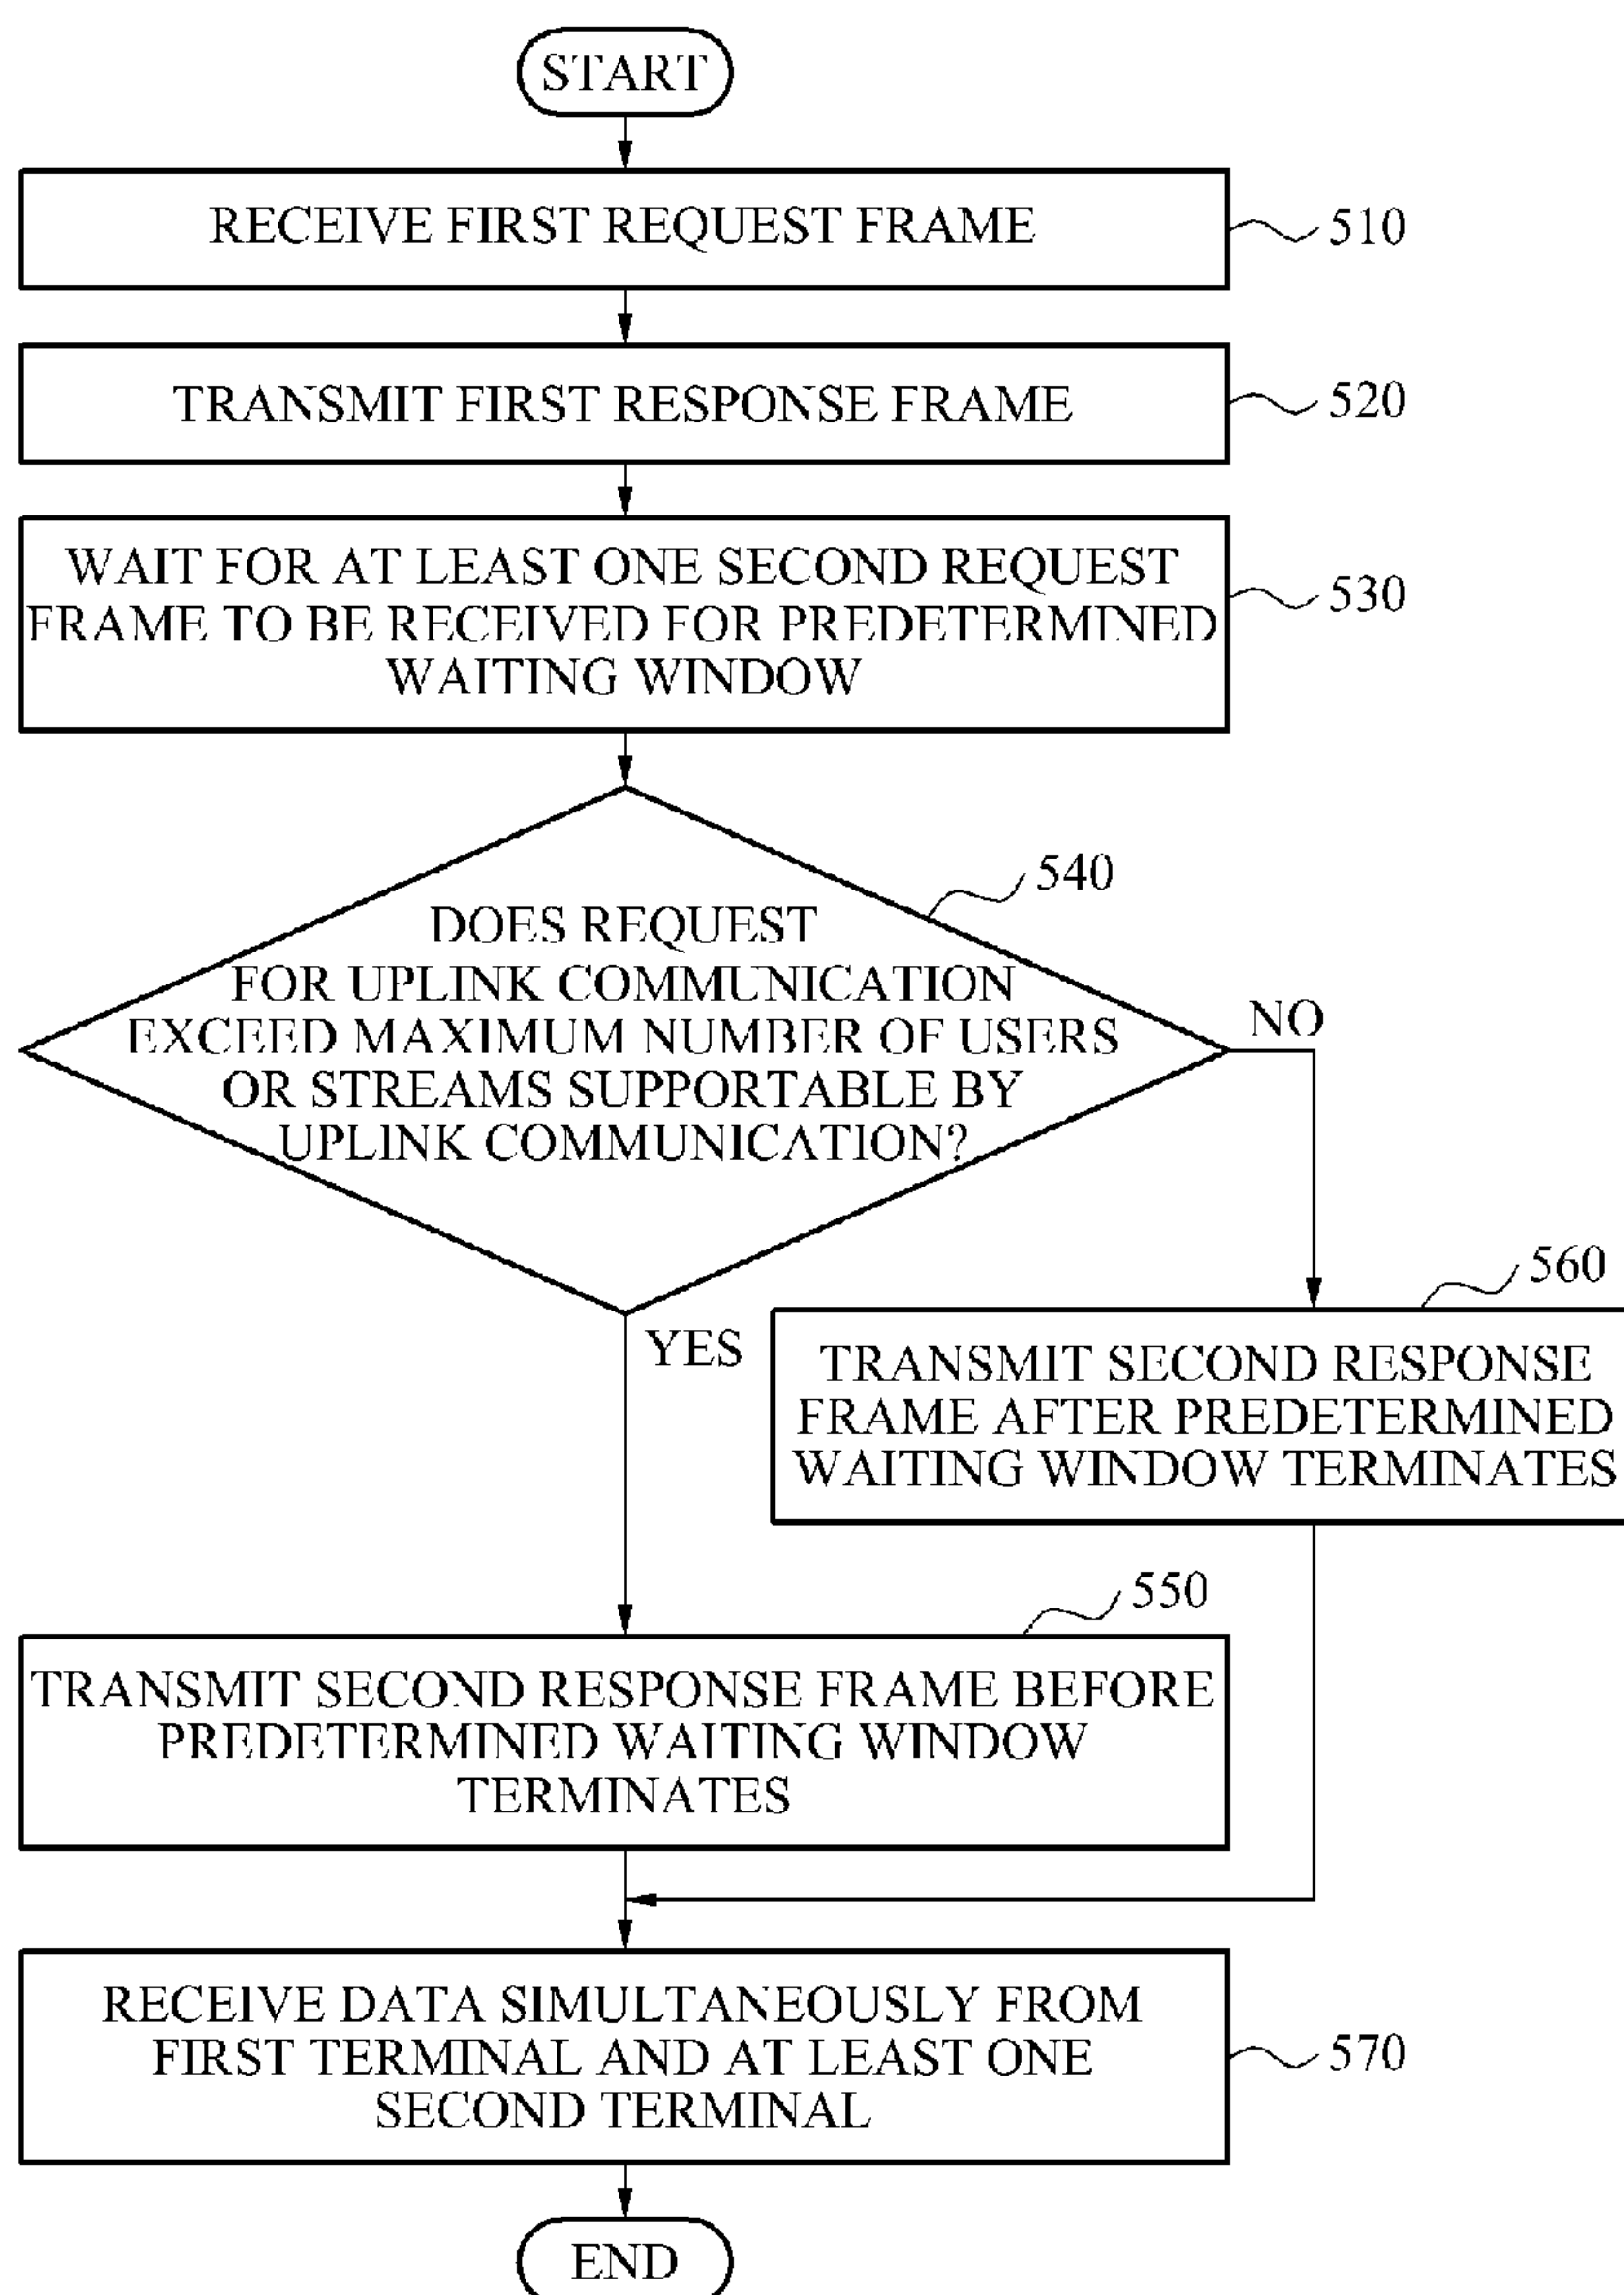 START
RECEIVE FIRST REQUEST FRAME
510
TRANSMIT FIRST RESPONSE FRAME
520
WAIT FOR AT LEAST ONE SECOND REQUEST
FRAME TO BE RECEIVED FOR PREDETERMINED
WAITING WINDOW
530
540
DOES REQUEST
FOR UPLINK COMMUNICATION
EXCEED MAXIMUM NUMBER OF USERS
OR STREAMS SUPPORTABLE BY
UPLINK COMMUNICATION?
NO
YES
560
TRANSMIT SECOND RESPONSE
FRAME AFTER PREDETERMINED
WAITING WINDOW TERMINATES
550
TRANSMIT SECOND RESPONSE FRAME BEFORE
PREDETERMINED WAITING WINDOW
TERMINATES
RECEIVE DATA SIMULTANEOUSLY FROM
FIRST TERMINAL AND AT LEAST ONE
SECOND TERMINAL
570
END